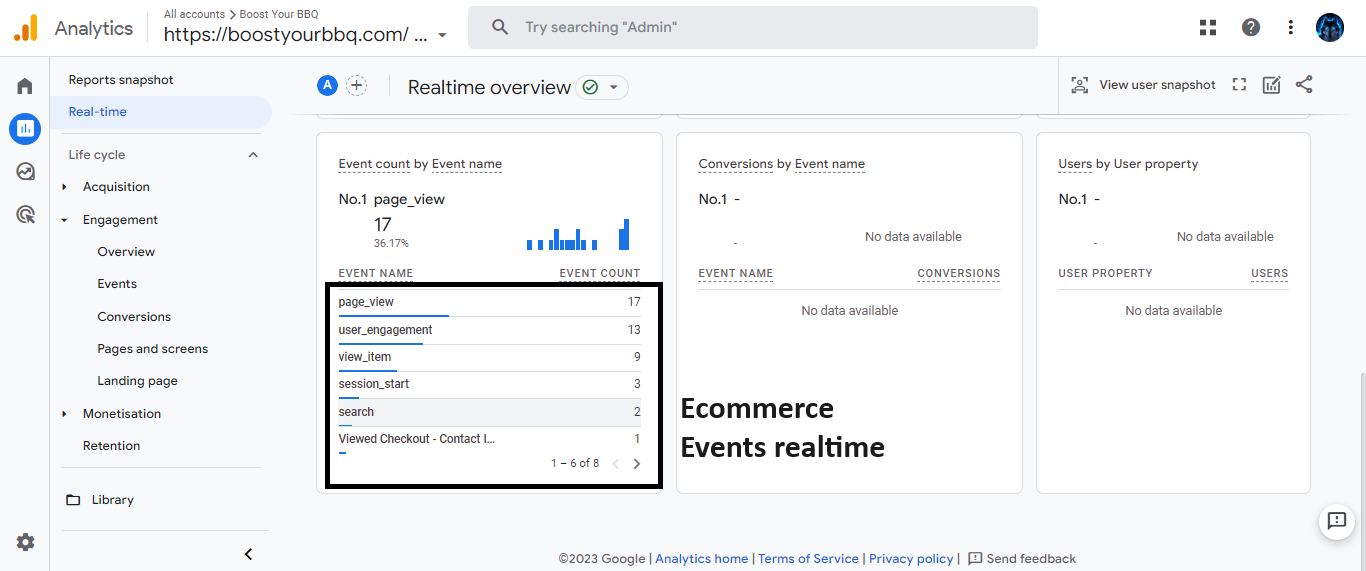 Analytics
All accounts > Boost Your BBQ
https://boostyourbbq.com/ ...
Try searching "Admin"
Reports snapshot
Real-time
Life cycle
Acquisition
Engagement
Overview
Events
Conversions
Pages and screens
Landing page
Monetisation
Retention
Library
A
Realtime overview
View user snapshot
Event count by Event name
No.1 page_view
17
36.17%
EVENT NAME EVENT COUNT
page_view 17
user_engagement 13
view_item 9
session_start 3
search 2
Viewed Checkout - Contact I... 1
1 – 6 of 8
Conversions by Event name
No.1 -
-
No data available
EVENT NAME CONVERSIONS
No data available
Ecommerce
Events realtime
Users by User property
No.1 -
-
No data available
USER PROPERTY USERS
No data available
©2023 Google | Analytics home | Terms of Service | Privacy policy | Send feedback